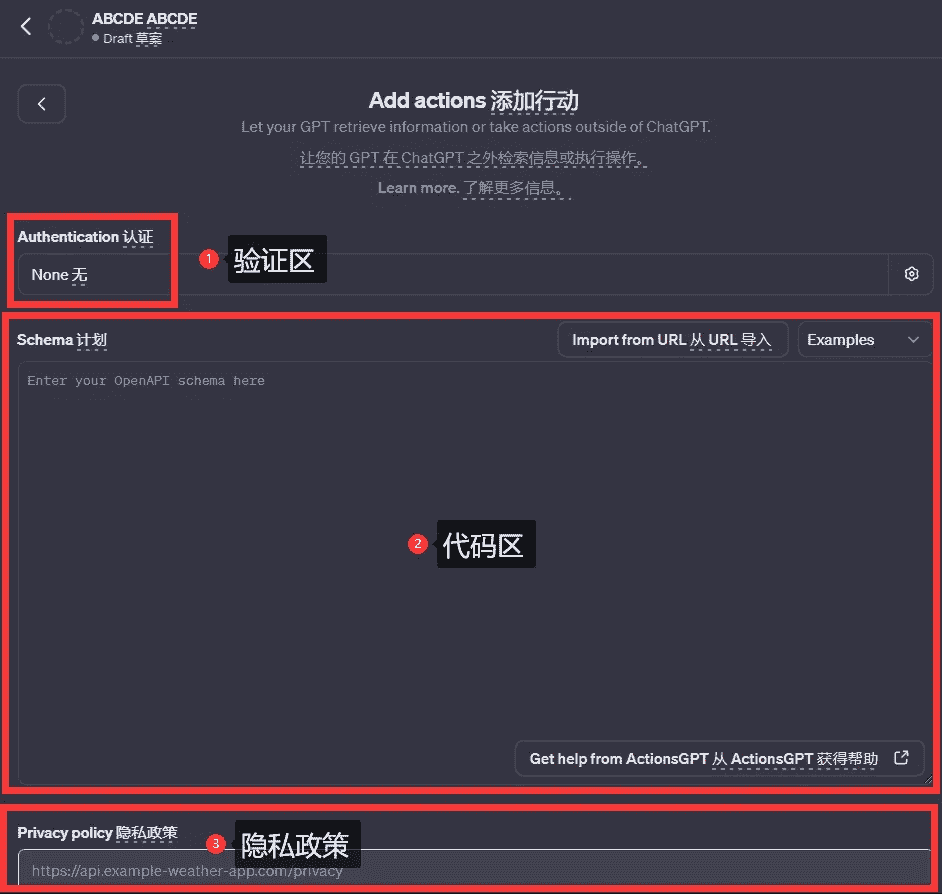 ABCDE ABCDE
Draft 草案
Add actions 添加行动
Let your GPT retrieve information or take actions outside of ChatGPT.
让您的 GPT 在 ChatGPT 之外检索信息或执行操作。
Learn more. 了解更多信息。
Authentication 认证
1 验证区
None 无
Schema 计划
Import from URL 从 URL 导入
Examples
Enter your OpenAPI schema here
2 代码区
Get help from ActionsGPT 从 ActionsGPT 获得帮助
Privacy policy 隐私政策
3 隐私政策
https://api.example-weather-app.com/privacy